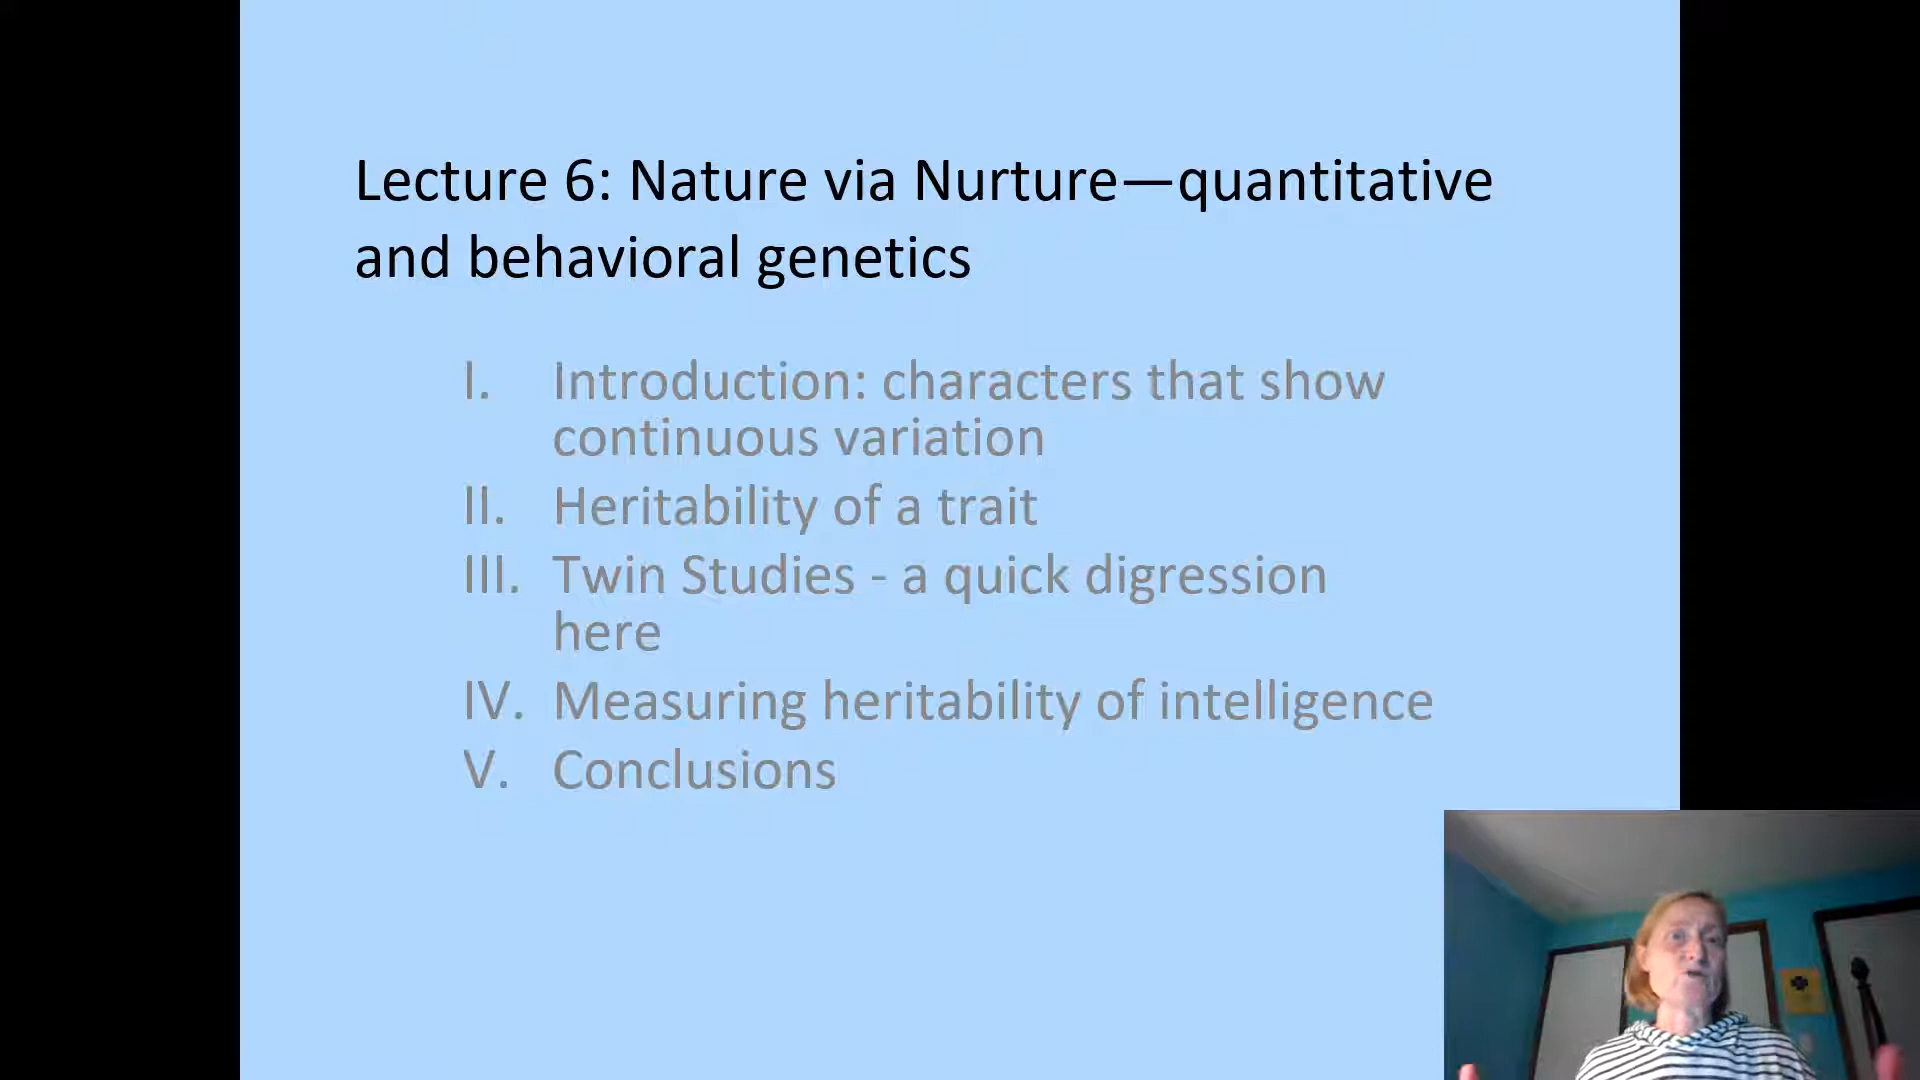 Lecture 6: Nature via Nurture—quantitative
and behavioral genetics
I. Introduction: characters that show
continuous variation
II. Heritability of a trait
III. Twin Studies - a quick digression
here
IV. Measuring heritability of intelligence
V. Conclusions